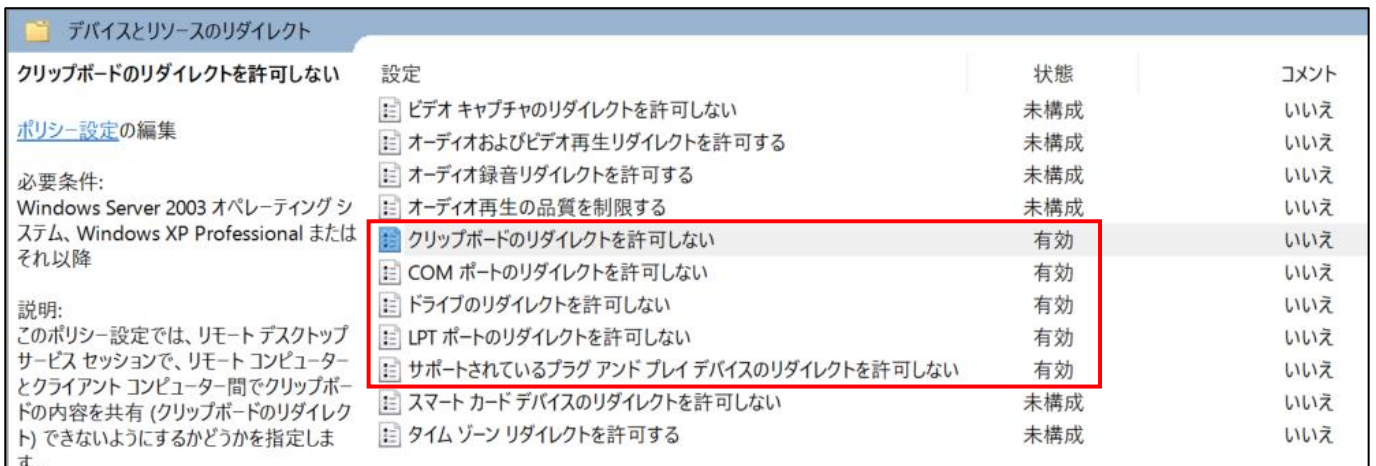 デバイスとリソースのリダイレクト
クリップボードのリダイレクトを許可しない
ポリシー設定の編集
必要条件:
Windows Server 2003 オペレーティング シ
ステム、Windows XP Professional または
それ以降
説明:
このポリシー設定では、リモート デスクトップ
サービス セッションで、リモート コンピューター
とクライアント コンピューター間でクリップボー
ドの内容を共有 (クリップボードのリダイレク
ト) できないようにするかどうかを指定しま
す。
設定 状態 コメント
ビデオ キャプチャのリダイレクトを許可しない 未構成 いいえ
オーディオおよびビデオ再生リダイレクトを許可する 未構成 いいえ
オーディオ録音リダイレクトを許可する 未構成 いいえ
オーディオ再生の品質を制限する 未構成 いいえ
クリップボードのリダイレクトを許可しない 有効 いいえ
COM ポートのリダイレクトを許可しない 有効 いいえ
ドライブのリダイレクトを許可しない 有効 いいえ
LPT ポートのリダイレクトを許可しない 有効 いいえ
サポートされているプラグ アンド プレイ デバイスのリダイレクトを許可しない 有効 いいえ
スマート カード デバイスのリダイレクトを許可しない 未構成 いいえ
タイム ゾーン リダイレクトを許可する 未構成 いいえ